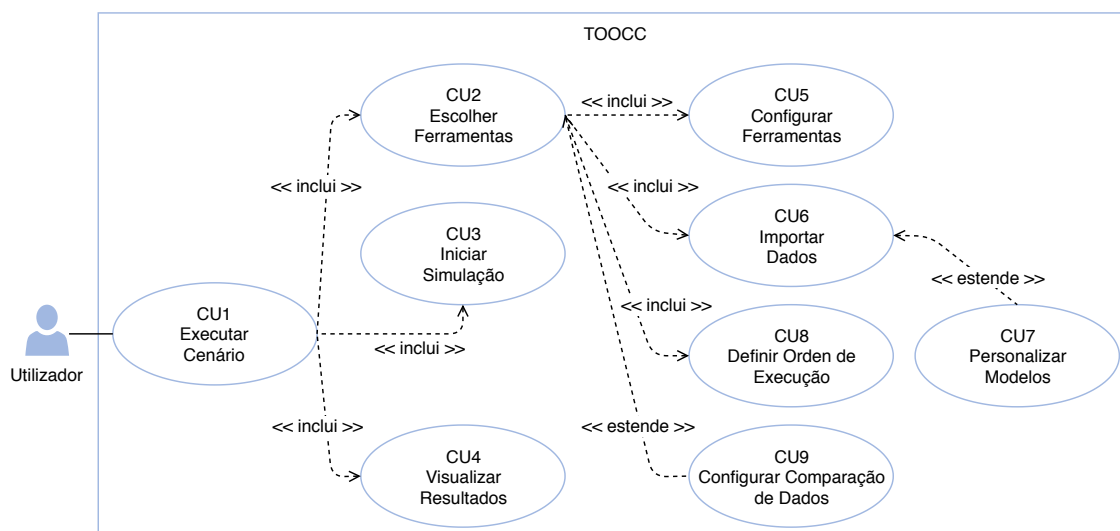 TOOCC
CU2
Escolher
Ferramentas
<< inclui >>
CU5
Configurar
Ferramentas
<< inclui >>
<< inclui >>
CU6
Importar
Dados
CU3
Iniciar
Simulação
<< estende >>
<< inclui >>
CU1
Executar
Cenário
<< inclui >>
CU8
Definir Orden de
Execução
CU7
Personalizar
Modelos
Utilizador
<< inclui >>
<< estende >>
CU4
Visualizar
Resultados
CU9
Configurar Comparação
de Dados